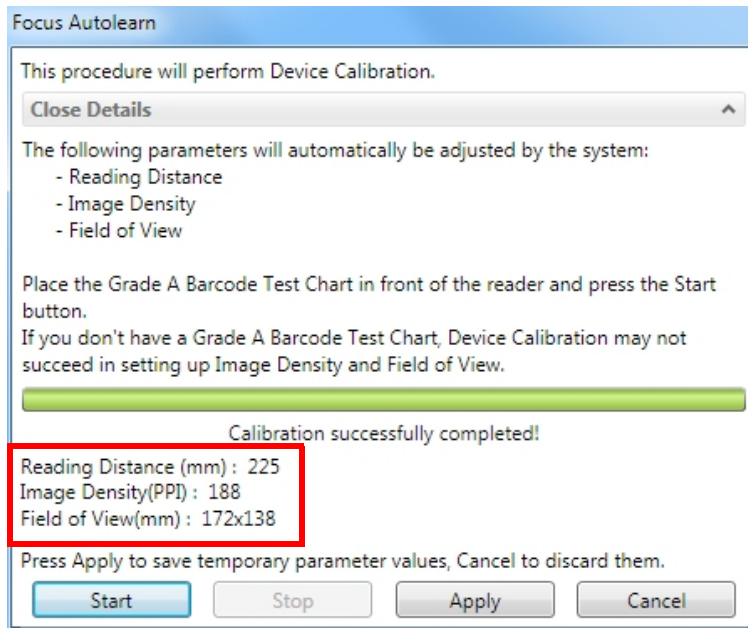 Focus Autolearn
This procedure will perform Device Calibration.
Close Details
The following parameters will automatically be adjusted by the system:
- Reading Distance
- Image Density
- Field of View
Place the Grade A Barcode Test Chart in front of the reader and press the Start
button.
If you don't have a Grade A Barcode Test Chart, Device Calibration may not
succeed in setting up Image Density and Field of View.
Calibration successfully completed!
Reading Distance (mm) : 225
Image Density(PPI) : 188
Field of View(mm) : 172x138
Press Apply to save temporary parameter values, Cancel to discard them.
Start Stop Apply Cancel